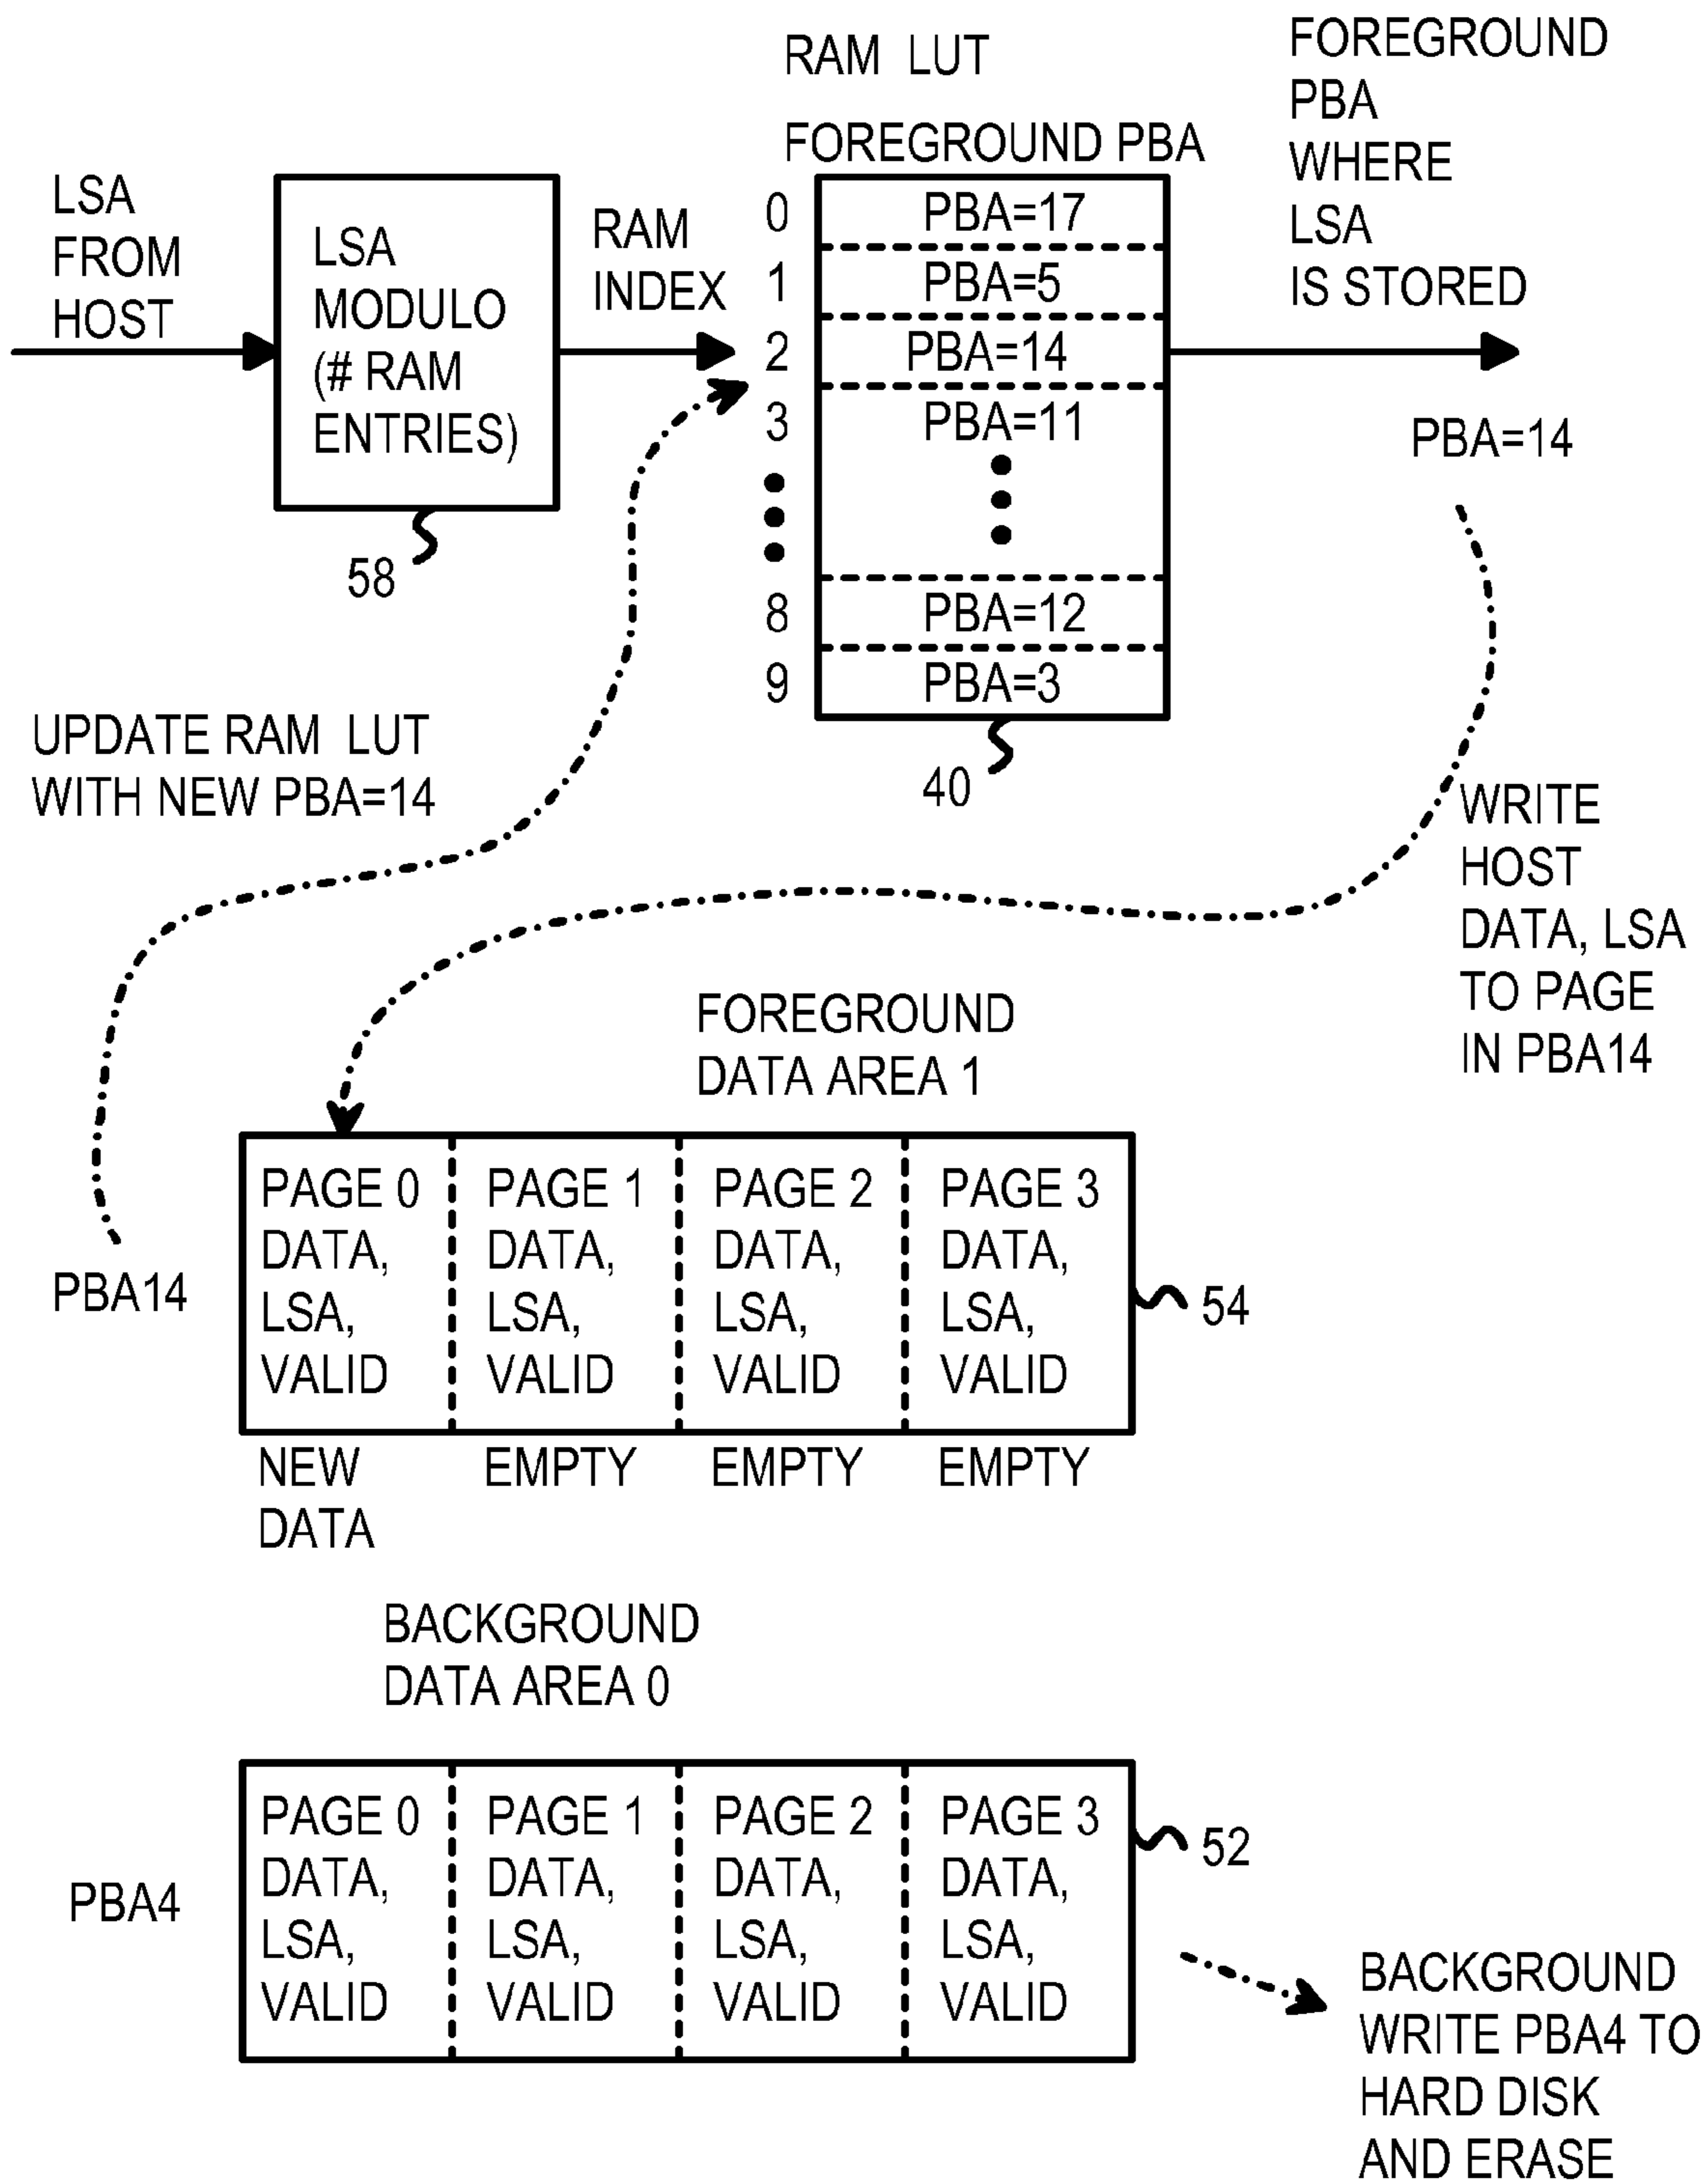 RAM LUT
FOREGROUND PBA
FOREGROUND
PBA
WHERE
LSA
IS STORED
LSA
FROM
HOST
LSA
MODULO
(# RAM
ENTRIES)
58
RAM
INDEX
0 PBA=17
1 PBA=5
2 PBA=14
3 PBA=11
8 PBA=12
9 PBA=3
40
PBA=14
UPDATE RAM LUT
WITH NEW PBA=14
WRITE
HOST
DATA, LSA
TO PAGE
IN PBA14
FOREGROUND
DATA AREA 1
PBA14
PAGE 0 PAGE 1 PAGE 2 PAGE 3
DATA, DATA, DATA, DATA,
LSA, LSA, LSA, LSA,
VALID VALID VALID VALID
54
NEW EMPTY EMPTY EMPTY
DATA
BACKGROUND
DATA AREA 0
PBA4
PAGE 0 PAGE 1 PAGE 2 PAGE 3
DATA, DATA, DATA, DATA,
LSA, LSA, LSA, LSA,
VALID VALID VALID VALID
52
BACKGROUND
WRITE PBA4 TO
HARD DISK
AND ERASE